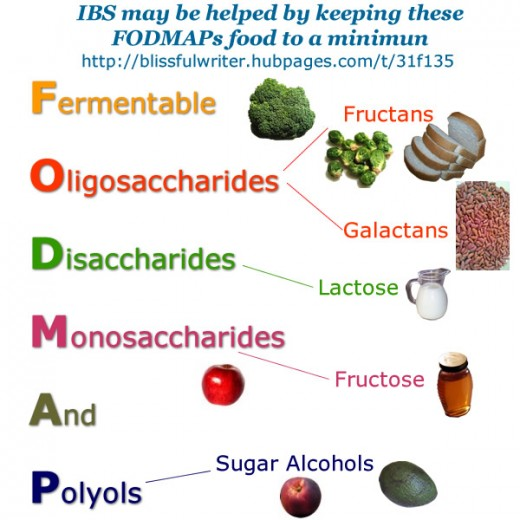 IBS may be helped by keeping these
FODMAPs food to a minimun
http://blissfulwriter.hubpages.com/t/31f135
Fermentable
Fructans
Oligosaccharides
Galactans
Disaccharides
Lactose
Monosaccharides
Fructose
And
Sugar Alcohols
Polyols